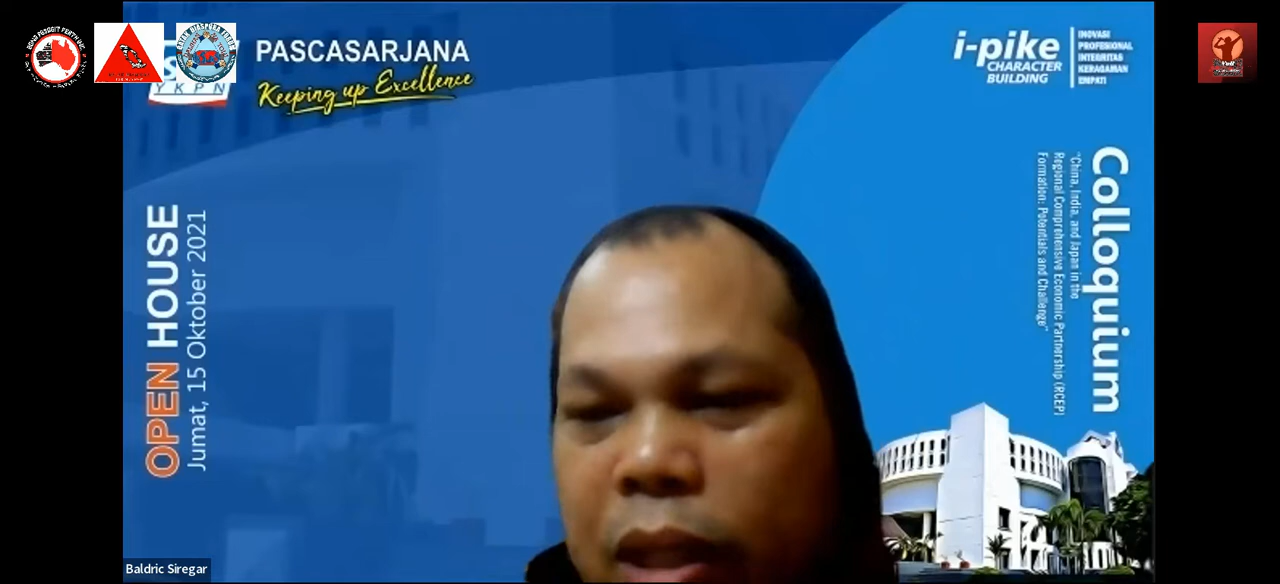 PASCASARJANA
Keeping up Excellence
YKPN
i-pike
CHARACTER
BUILDING
INOVASI
PROFESIONAL
INTEGRITAS
KERAGAMAN
EMPATI
OPEN HOUSE
Jumat, 15 Oktober 2021
Colloquium
"China, India, and Japan in the
Regional Comprehensive Economic Partnership (RCEP)
Formation: Potentials and Challenge"
Baldric Siregar